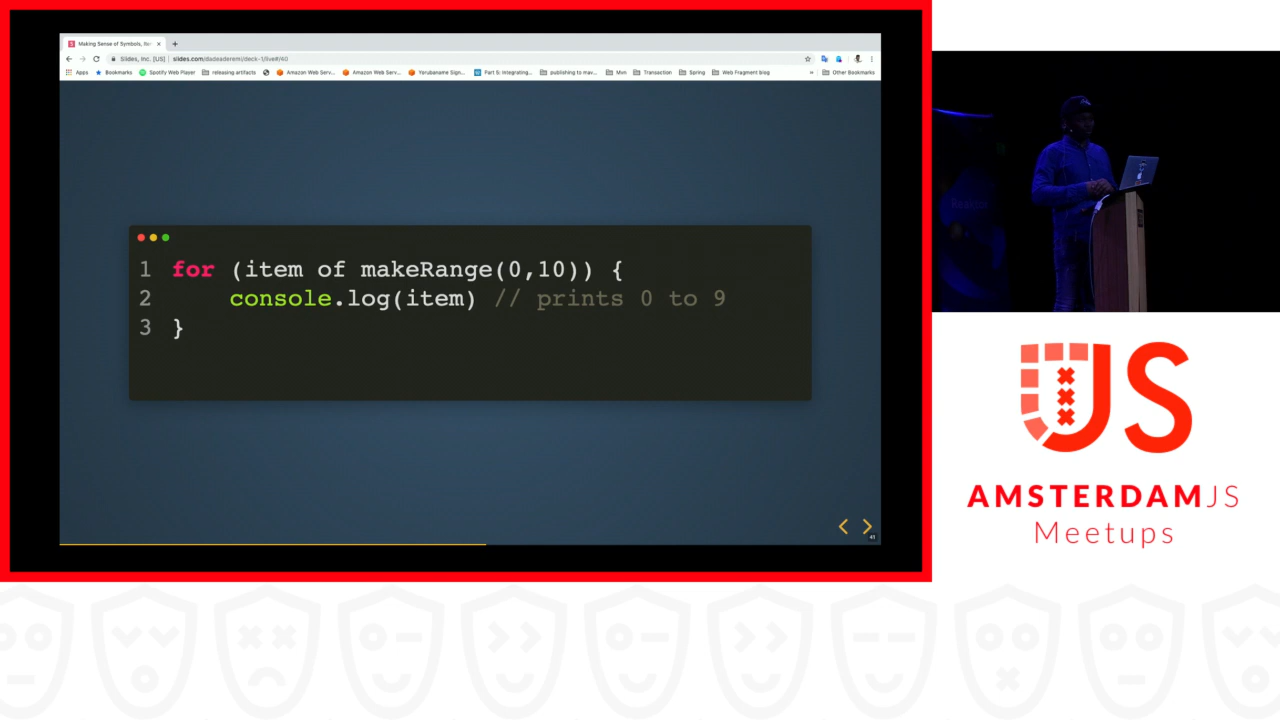 Making Sense of Symbols, Ite
Slides, Inc. [US] | slides.com/dadaaderemi/deck-1/live#/40
Apps Bookmarks Spotify Web Player releasing artifacts Amazon Web Serv... Amazon Web Serv... Yorubaname Sign... Part 5: Integrating... publishing to mav... Mvn Transaction Spring Web Fragment blog » Other Bookmarks
1 for (item of makeRange(0,10)) {
2 console.log(item) // prints 0 to 9
3 }
41
JS
AMSTERDAMJS
Meetups